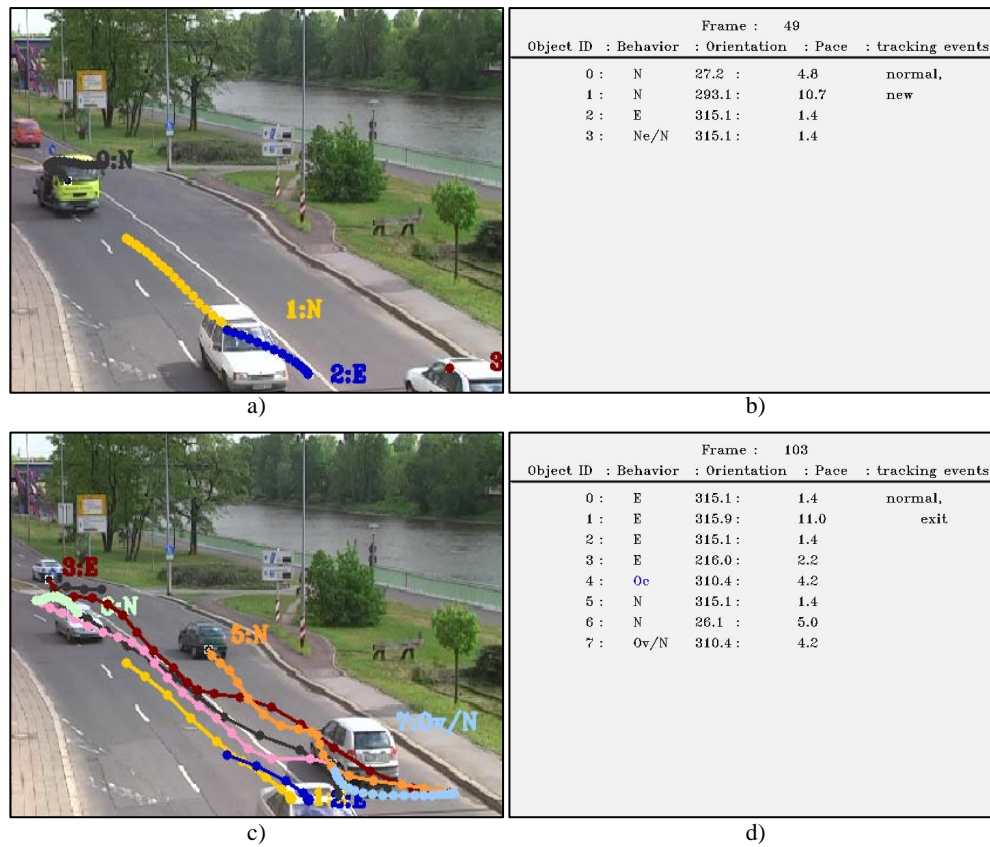 0:N
1:N
2:E
3
Frame : 49
Object ID : Behavior : Orientation : Pace : tracking events
0 : N 27.2 : 4.8 normal,
1 : N 293.1 : 10.7 new
2 : E 315.1 : 1.4
3 : Ne/N 315.1 : 1.4
a) b)
3:E
:N
5:N
7:Ov/N
2:E
Frame : 103
Object ID : Behavior : Orientation : Pace : tracking events
0 : E 315.1 : 1.4 normal,
1 : E 315.9 : 11.0 exit
2 : E 315.1 : 1.4
3 : E 216.0 : 2.2
4 : Oc 310.4 : 4.2
5 : N 315.1 : 1.4
6 : N 26.1 : 5.0
7 : Ov/N 310.4 : 4.2
c) d)